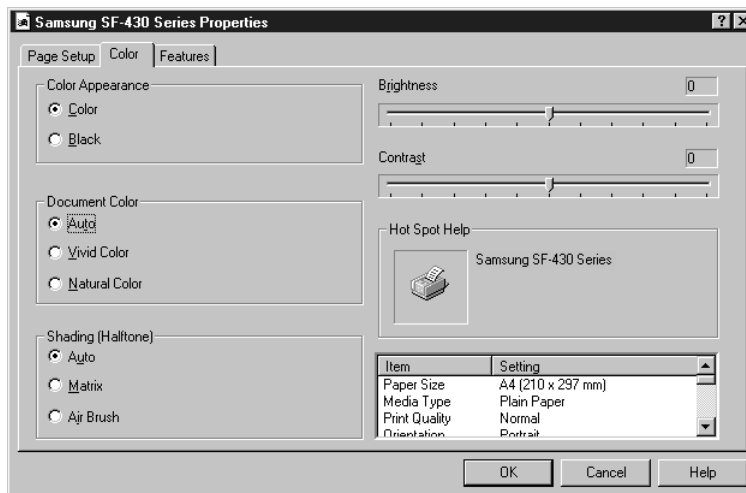 Samsung SF-430 Series Properties
Page Setup
Color
Features
Color Appearance
Color
Black
Document Color
Auto
Vivid Color
Natural Color
Shading (Halftone)
Auto
Matrix
Air Brush
Brightness 0
Contrast 0
Hot Spot Help
Samsung SF-430 Series
Item Setting
Paper Size A4 (210 x 297 mm)
Media Type Plain Paper
Print Quality Normal
Orientation Portrait
OK
Cancel
Help